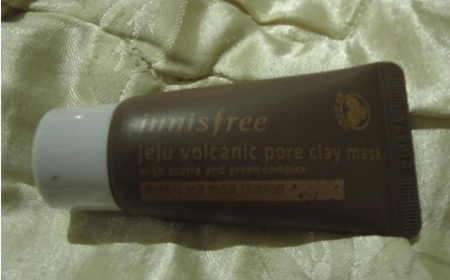 innisfree
jeju volcanic pore clay mask
with scoria and green complex